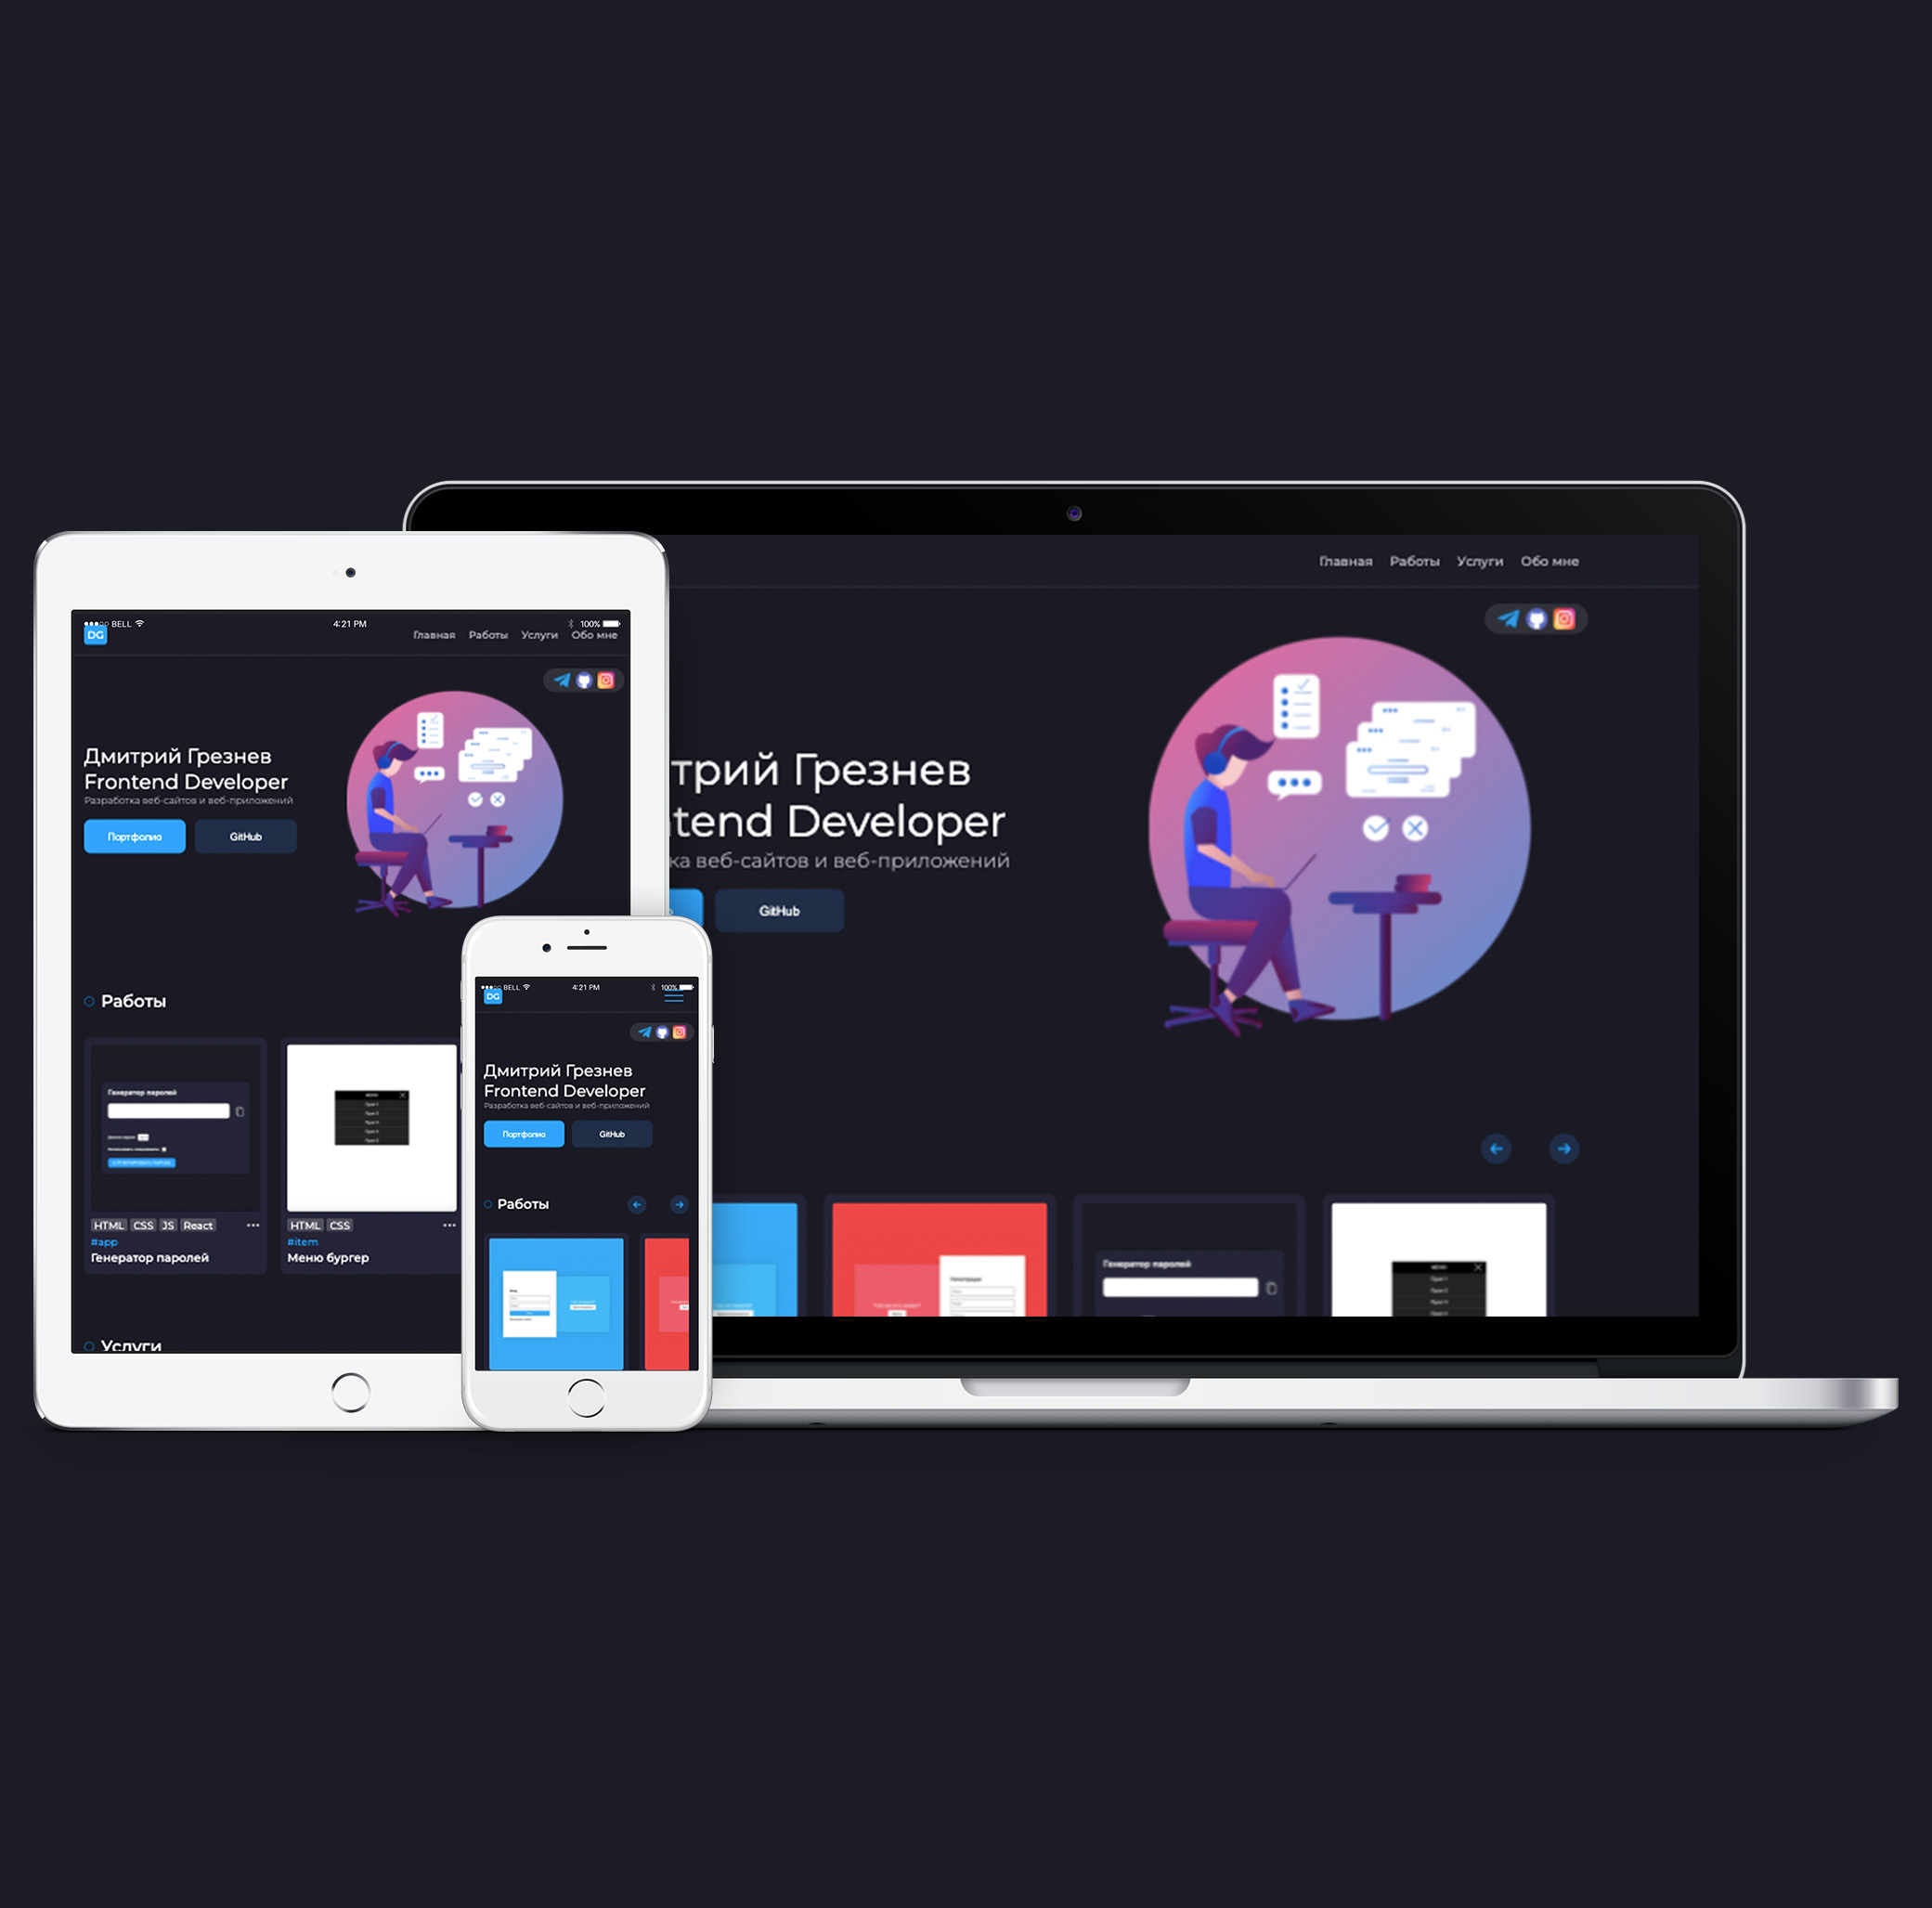 Главная Работы Услуги Обо мне
трий Грезнев
tend Developer
ка веб-сайтов и веб-приложений
GitHub
Генератор паролей
МЕНЮ
BELL 4:21 PM 100%
DG
Главная Работы Услуги Обо мне
Дмитрий Грезнев
Frontend Developer
Разработка веб-сайтов и веб-приложений
Портфолио GitHub
Работы
Генератор паролей
HTML CSS JS React
#app
Генератор паролей
МЕНЮ
HTML CSS
#item
Меню бургер
Услуги
BELL 4:21 PM 100%
DG
Дмитрий Грезнев
Frontend Developer
Разработка веб-сайтов и веб-приложений
Портфолио GitHub
Работы